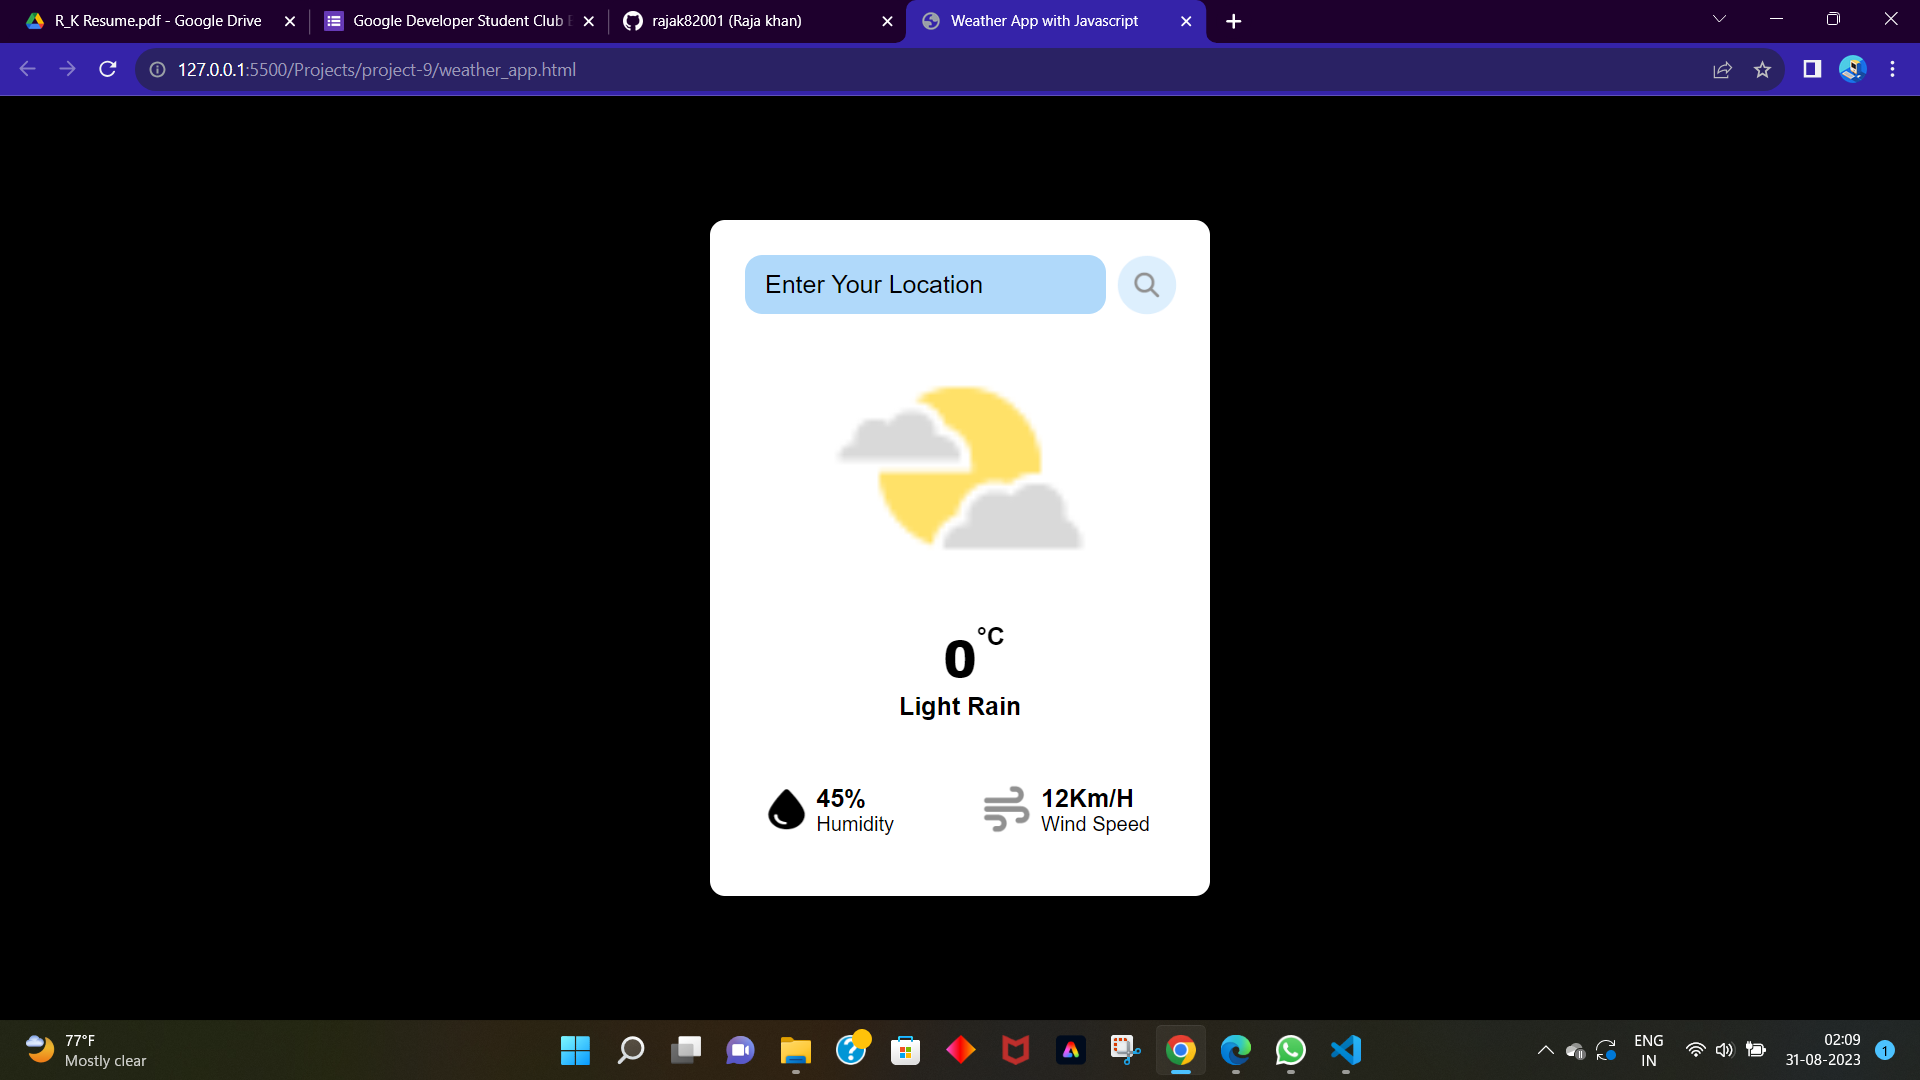 R_K Resume.pdf - Google Drive
Google Developer Student Club
rajak82001 (Raja khan)
Weather App with Javascript
127.0.0.1:5500/Projects/project-9/weather_app.html
Enter Your Location
0 °C
Light Rain
45%
Humidity
12Km/H
Wind Speed
77°F
Mostly clear
ENG
IN
02:09
31-08-2023
1